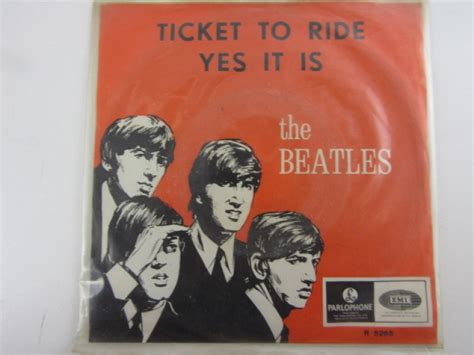 TICKET TO RIDE
YES IT IS
the
BEATLES
PARLOPHONE
EMI
R 5265